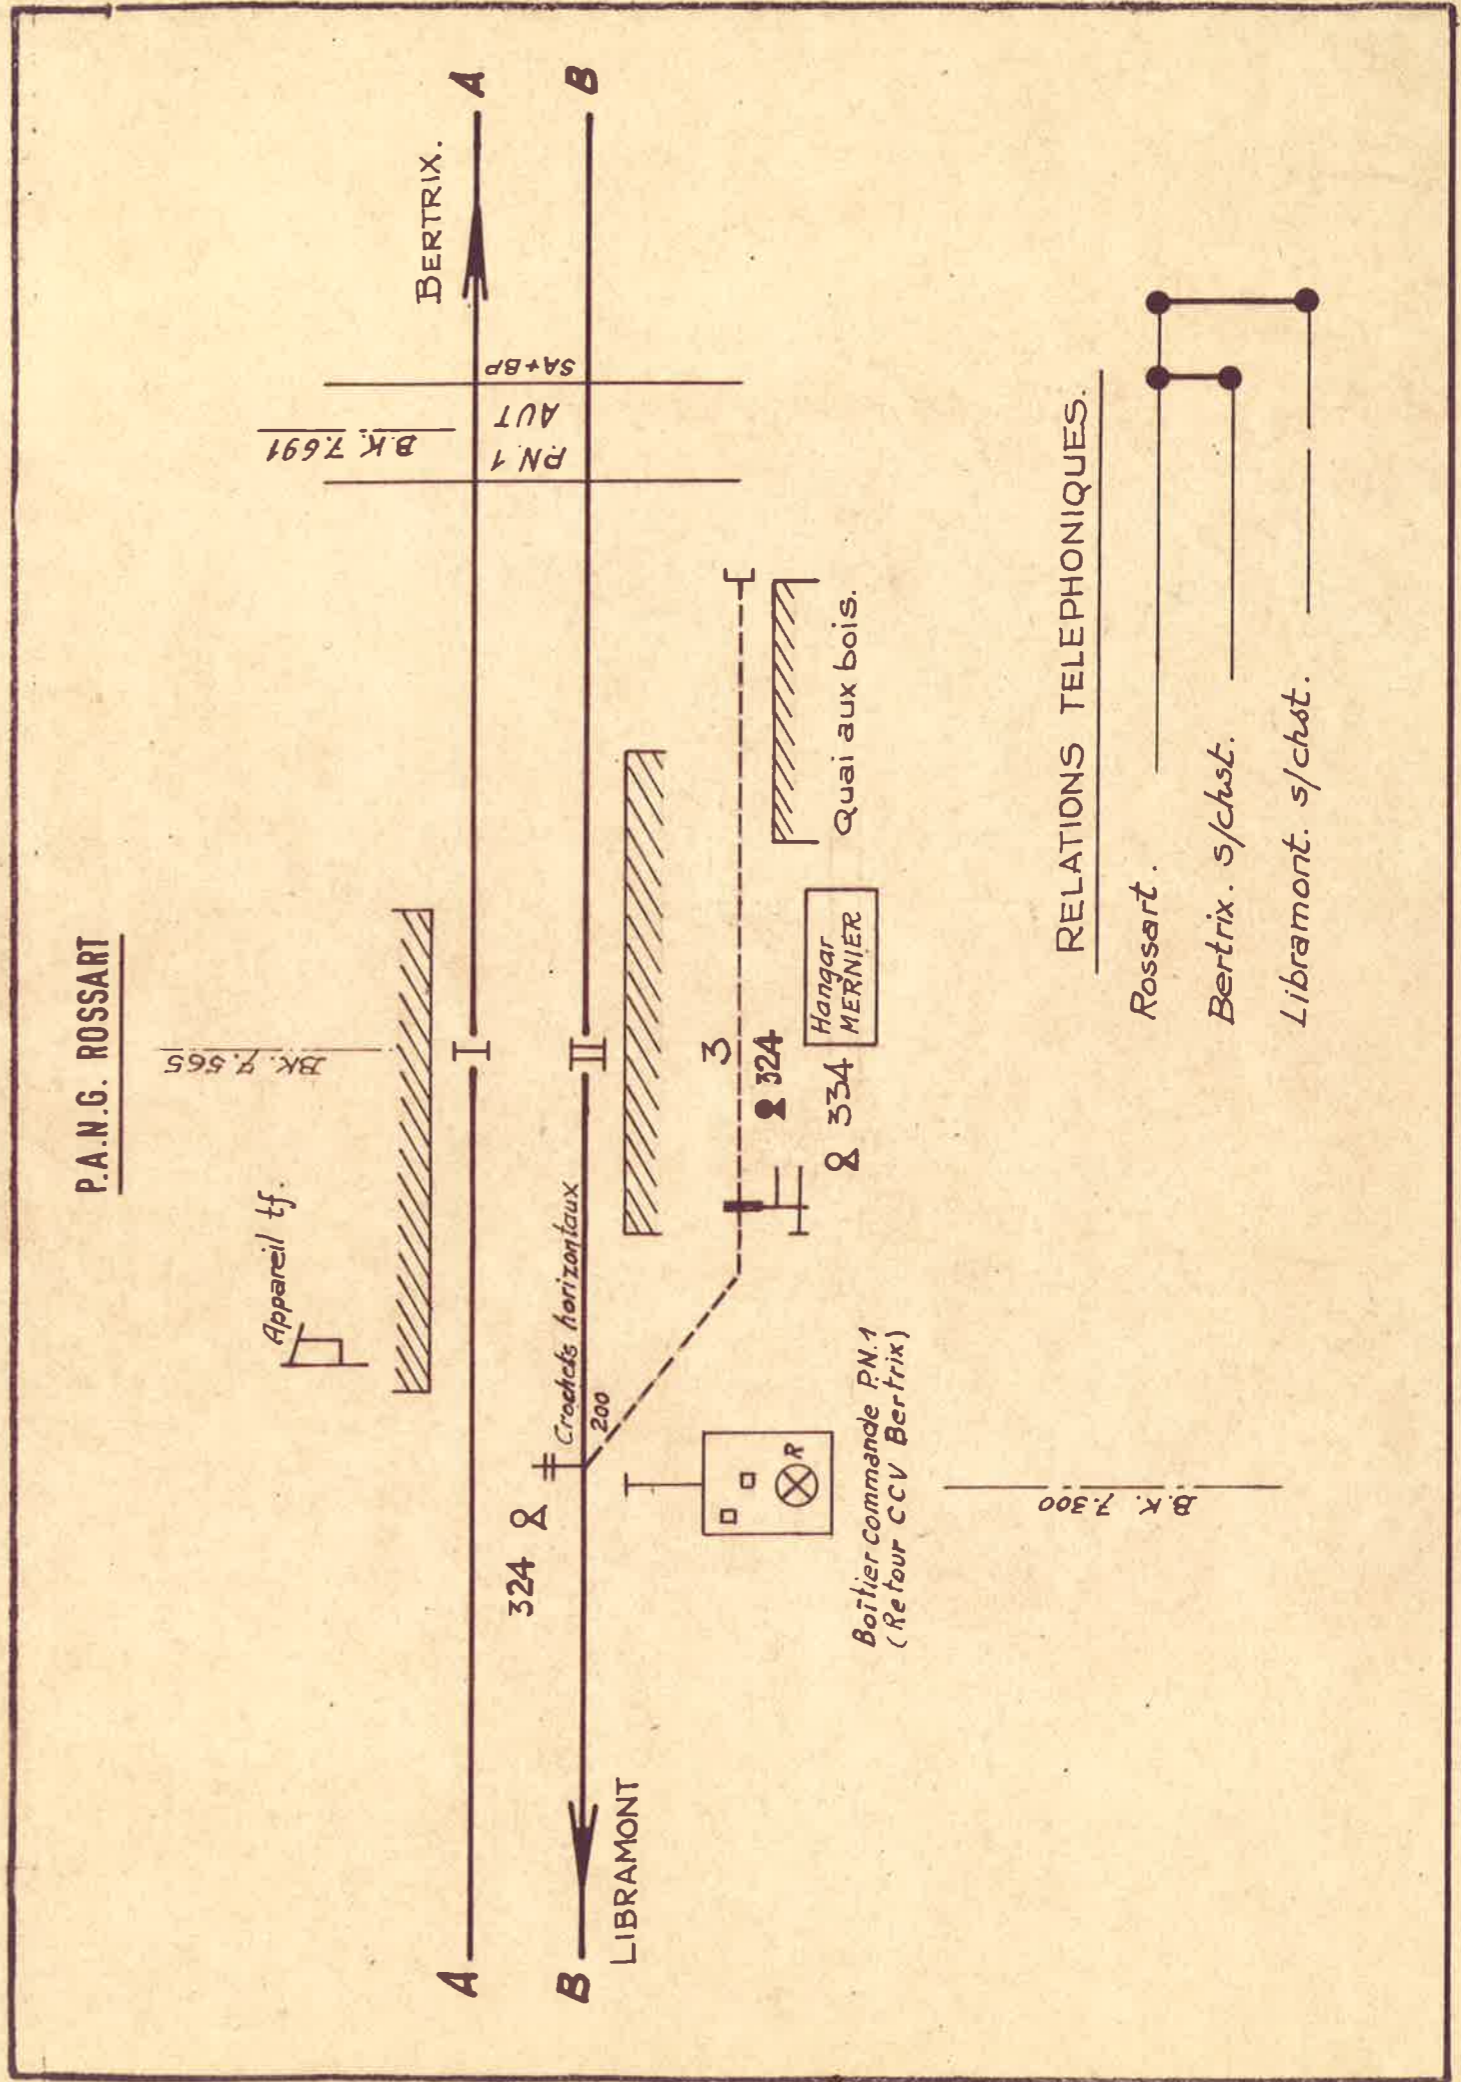 P.A.N.G. ROSSART
BK. 7.565
Appareil tf.
B.K. 7.691
BERTRIX.
A
A
I
PN.1
AUT
SA+BP
B
B
II
324
Crochets horizontaux
200
LIBRAMONT
3
324
334
Hangar
MERNIER
Quai aux bois.
R
Boîtier Commande P.N.1
(Retour CCV Bertrix)
B.K. 7.300
RELATIONS TELEPHONIQUES.
Rossart.
Bertrix. s/chst.
Libramont. s/chst.